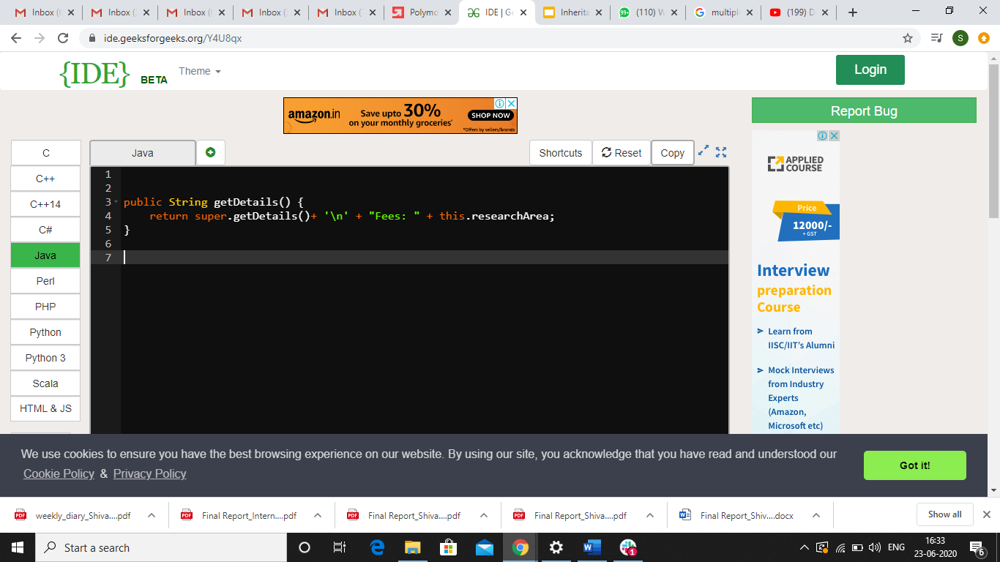 Inbox ( Inbox ( Inbox ( Inbox ( Inbox ( Polymo IDE | Ge Inherita (110) W multipl (199) D
ide.geeksforgeeks.org/Y4U8qx S
{IDE} BETA Theme Login
amazon.in Save upto 30% on your monthly groceries* SHOP NOW
*Offers by sellers/brands
Report Bug
C Java Shortcuts Reset Copy
C++
C++14
C#
Java
Perl
PHP
Python
Python 3
Scala
HTML & JS
1
2
3 public String getDetails() {
4 return super.getDetails()+ '\n' + "Fees: " + this.researchArea;
5 }
6
7
APPLIED
COURSE
Price
12000/-
+ GST
Interview
preparation
Course
➤ Learn from
IISC/IIT's Alumni
➤ Mock Interviews
from Industry
Experts
(Amazon,
Microsoft etc)
We use cookies to ensure you have the best browsing experience on our website. By using our site, you acknowledge that you have read and understood our
Cookie Policy & Privacy Policy
Got it!
weekly_diary_Shiva....pdf Final Report_Intern....pdf Final Report_Shiva....pdf Final Report_Shiva....pdf Final Report_Shiv....docx Show all
Start a search ENG 16:33
23-06-2020 6